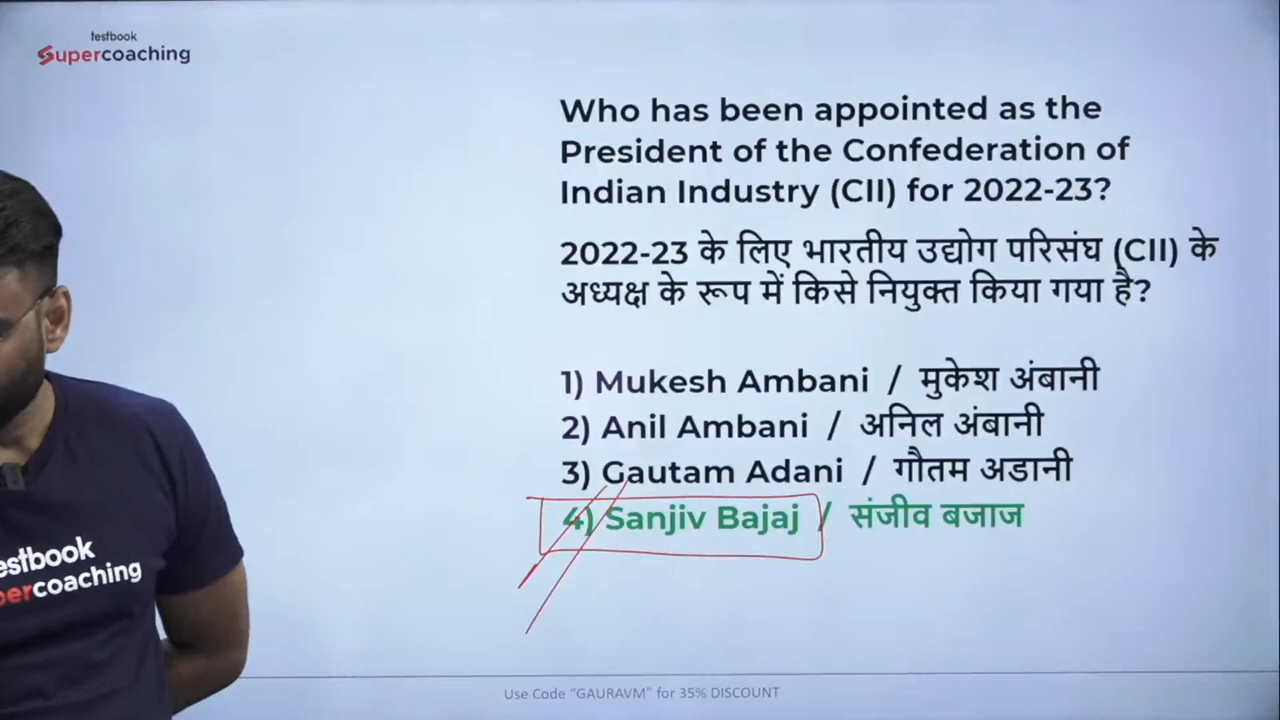 testbook
Supercoaching
Who has been appointed as the
President of the Confederation of
Indian Industry (CII) for 2022-23?
2022-23 के लिए भारतीय उद्योग परिसंघ (CII) के
अध्यक्ष के रूप में किसे नियुक्त किया गया है?
1) Mukesh Ambani / मुकेश अंबानी
2) Anil Ambani / अनिल अंबानी
3) Gautam Adani / गौतम अडानी
4) Sanjiv Bajaj / संजीव बजाज
estbook
ercoaching
Use Code "GAURAVM" for 35% DISCOUNT